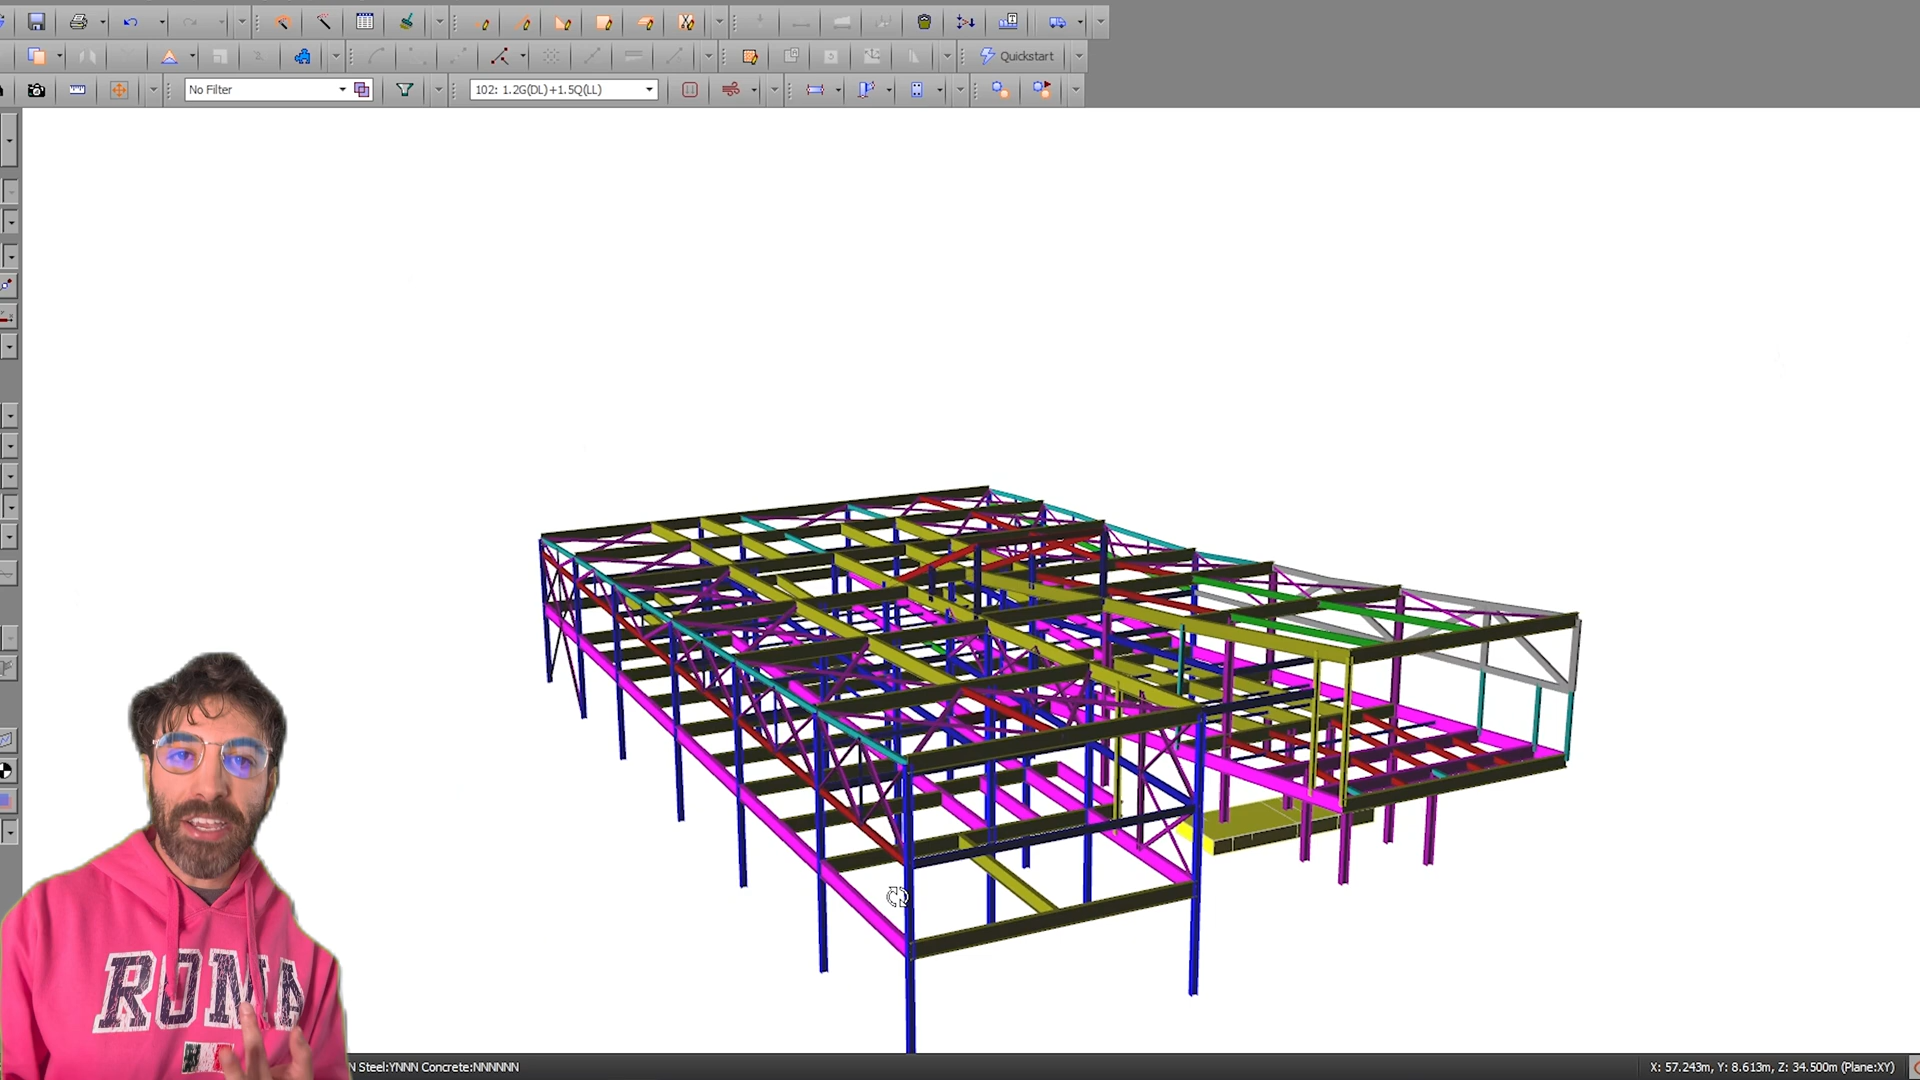 Quickstart
No Filter
102: 1.2G(DL)+1.5Q(LL)
ROMA
N Steel:YNNN Concrete:NNNNNN
X: 57.243m, Y: 8.613m, Z: 34.500m (Plane:XY)